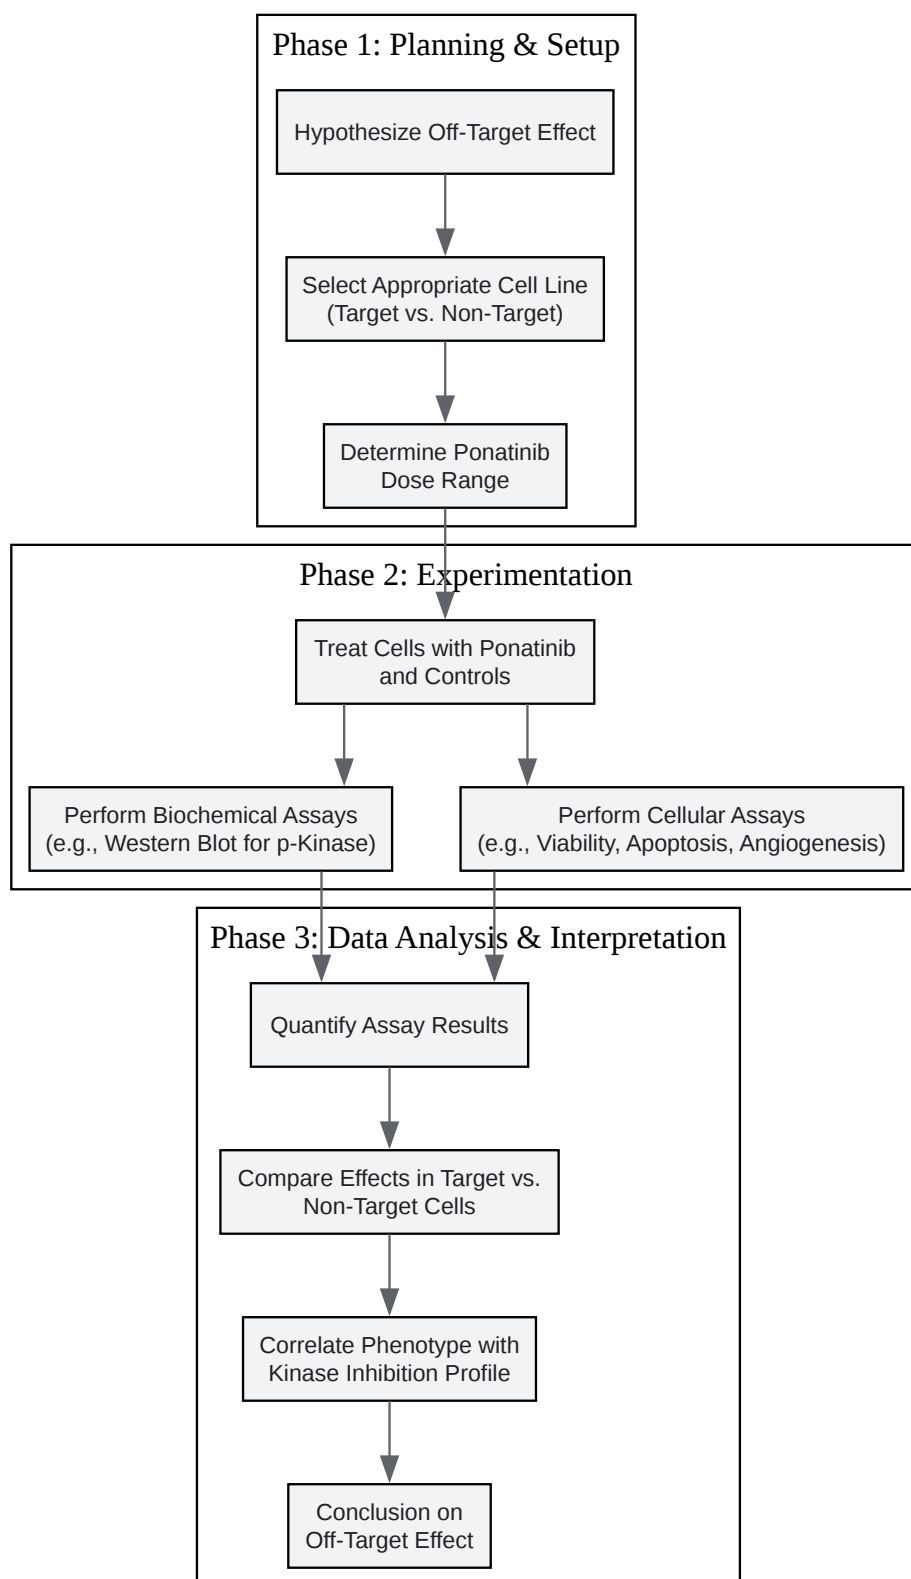 Phase 1: Planning & Setup
Hypothesize Off-Target Effect
Select Appropriate Cell Line
(Target vs. Non-Target)
Determine Ponatinib
Dose Range
Phase 2: Experimentation
Treat Cells with Ponatinib
and Controls
Perform Biochemical Assays
(e.g., Western Blot for p-Kinase)
Perform Cellular Assays
(e.g., Viability, Apoptosis, Angiogenesis)
Phase 3: Data Analysis & Interpretation
Quantify Assay Results
Compare Effects in Target vs.
Non-Target Cells
Correlate Phenotype with
Kinase Inhibition Profile
Conclusion on
Off-Target Effect